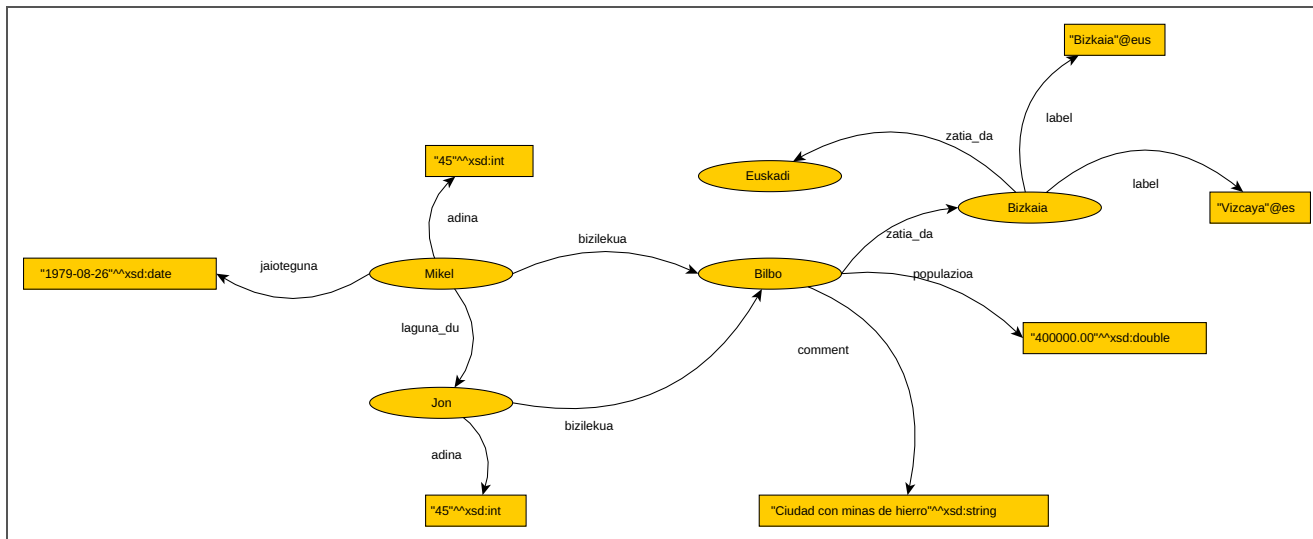 "Bizkaia"@eus
label
zatia_da
"45"^^xsd:int
Euskadi
label
Bizkaia
"Vizcaya"@es
adina
zatia_da
bizilekua
jaioteguna
"1979-08-26"^^xsd:date
Mikel
Bilbo
populazioa
laguna_du
"400000.00"^^xsd:double
comment
Jon
bizilekua
adina
"45"^^xsd:int
"Ciudad con minas de hierro"^^xsd:string